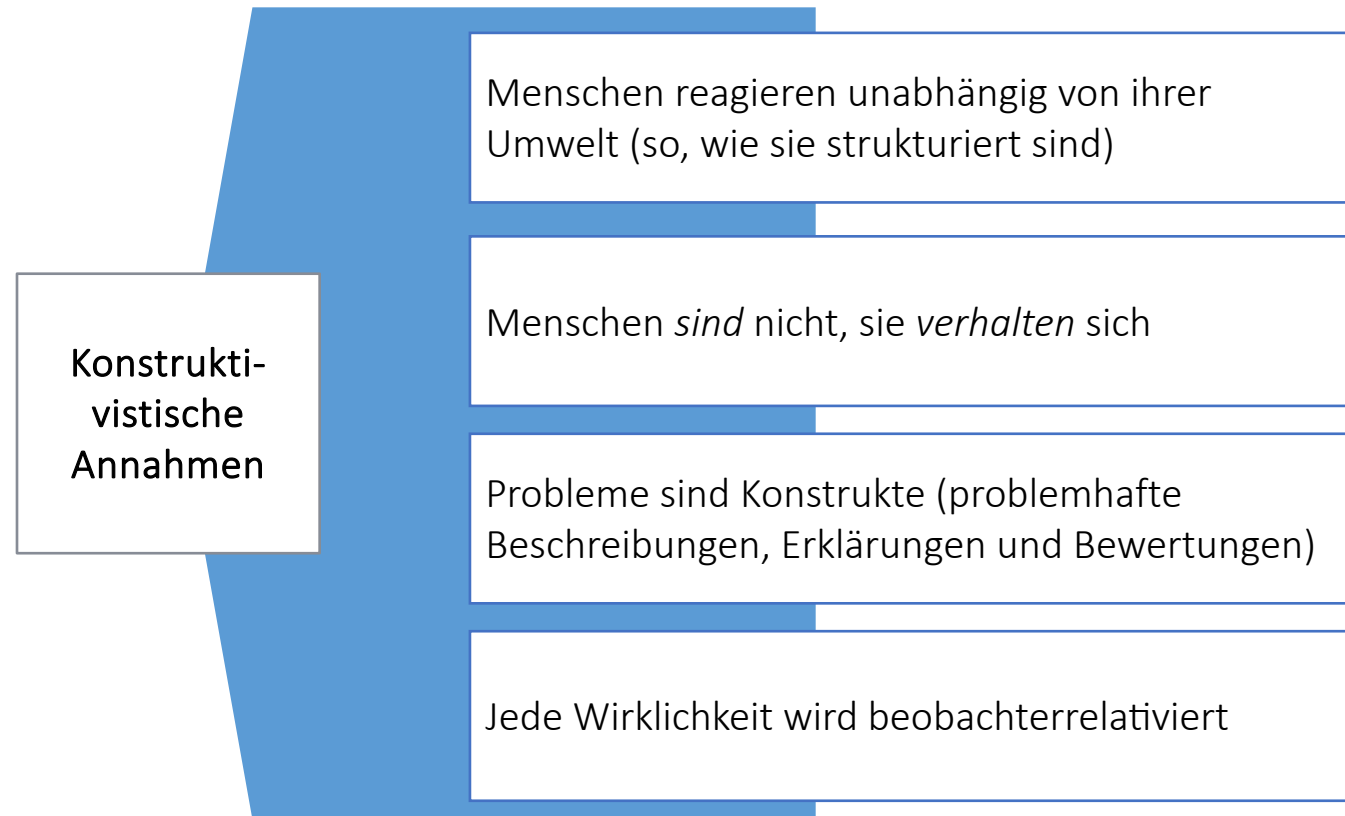 Konstrukti-
vistische
Annahmen
Menschen reagieren unabhängig von ihrer
Umwelt (so, wie sie strukturiert sind)
Menschen sind nicht, sie verhalten sich
Probleme sind Konstrukte (problemhafte
Beschreibungen, Erklärungen und Bewertungen)
Jede Wirklichkeit wird beobachterrelativiert